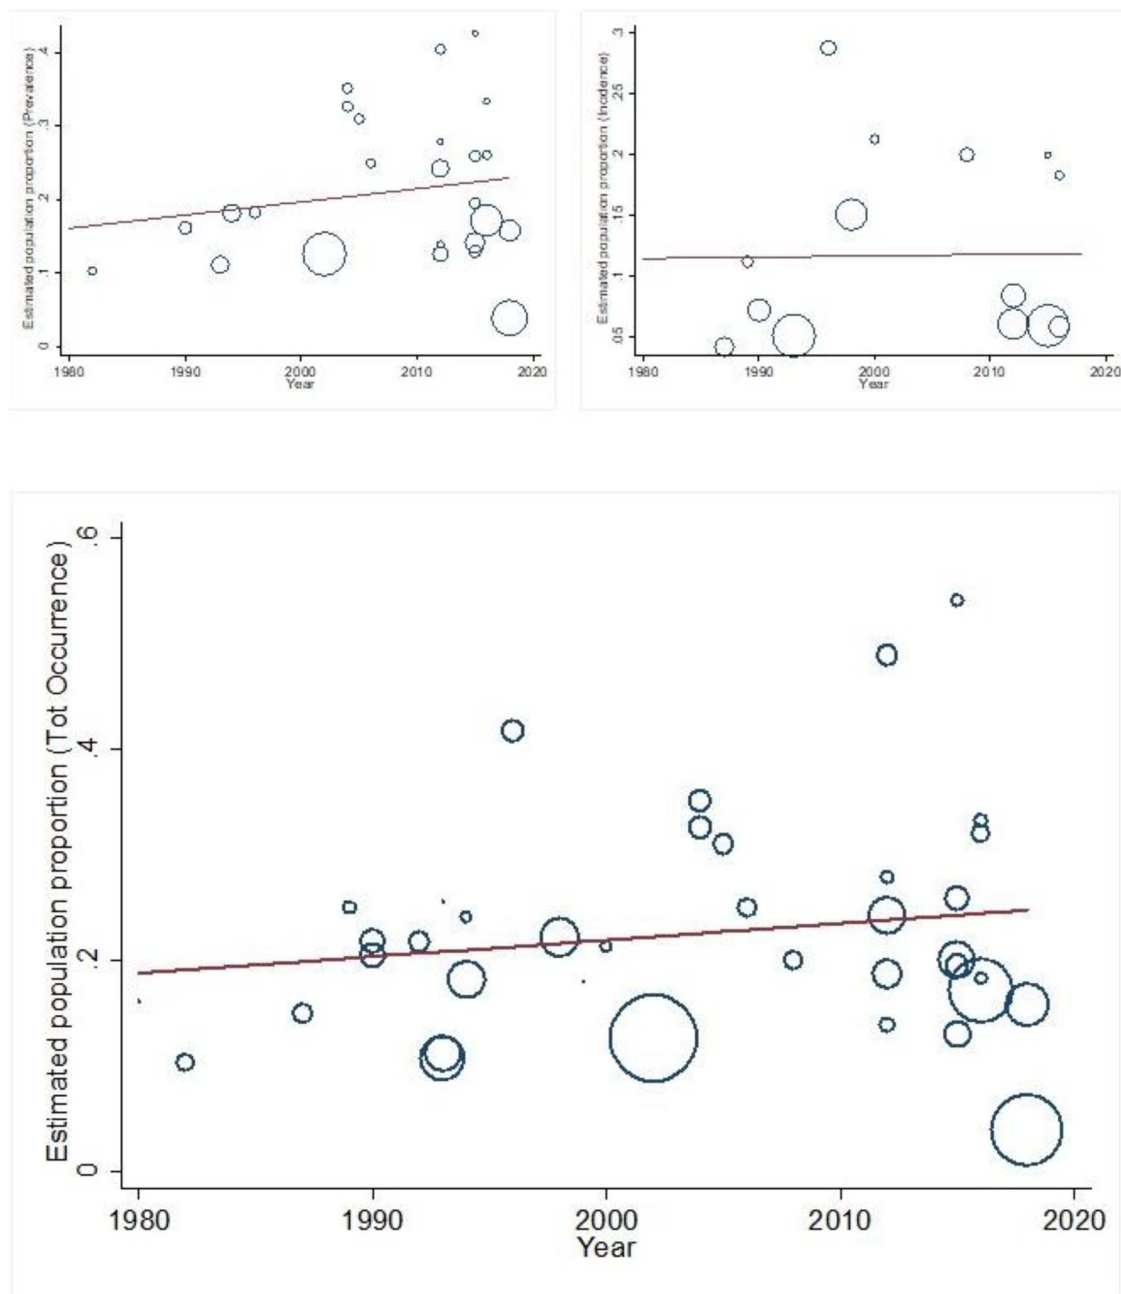 Estimated population proportion (Prevalence)
.4
.3
.2
.1
0
1980 1990 2000 2010 2020
Year
Estimated population proportion (Incidence)
.3
.25
.2
.15
.1
.05
1980 1990 2000 2010 2020
Year
Estimated population proportion (Tot Occurrence)
.6
.4
.2
0
1980 1990 2000 2010 2020
Year